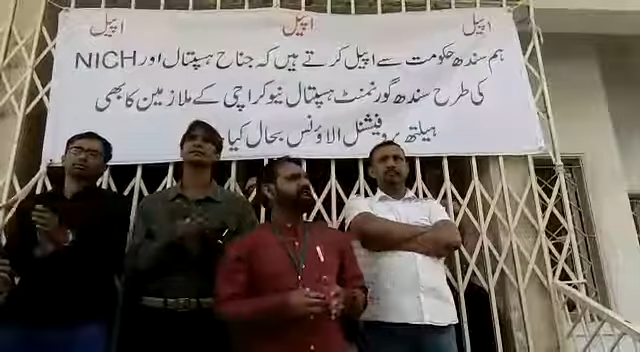 اپیل اپیل اپیل
ہم سندھ حکومت سے اپیل کرتے ہیں کہ جناح ہسپتال اور NICH
کی طرح سندھ گورنمنٹ ہسپتال نیو کراچی کے ملازمین کا بھی
ہیلتھ پروفیشنل الاؤنس بحال کیا